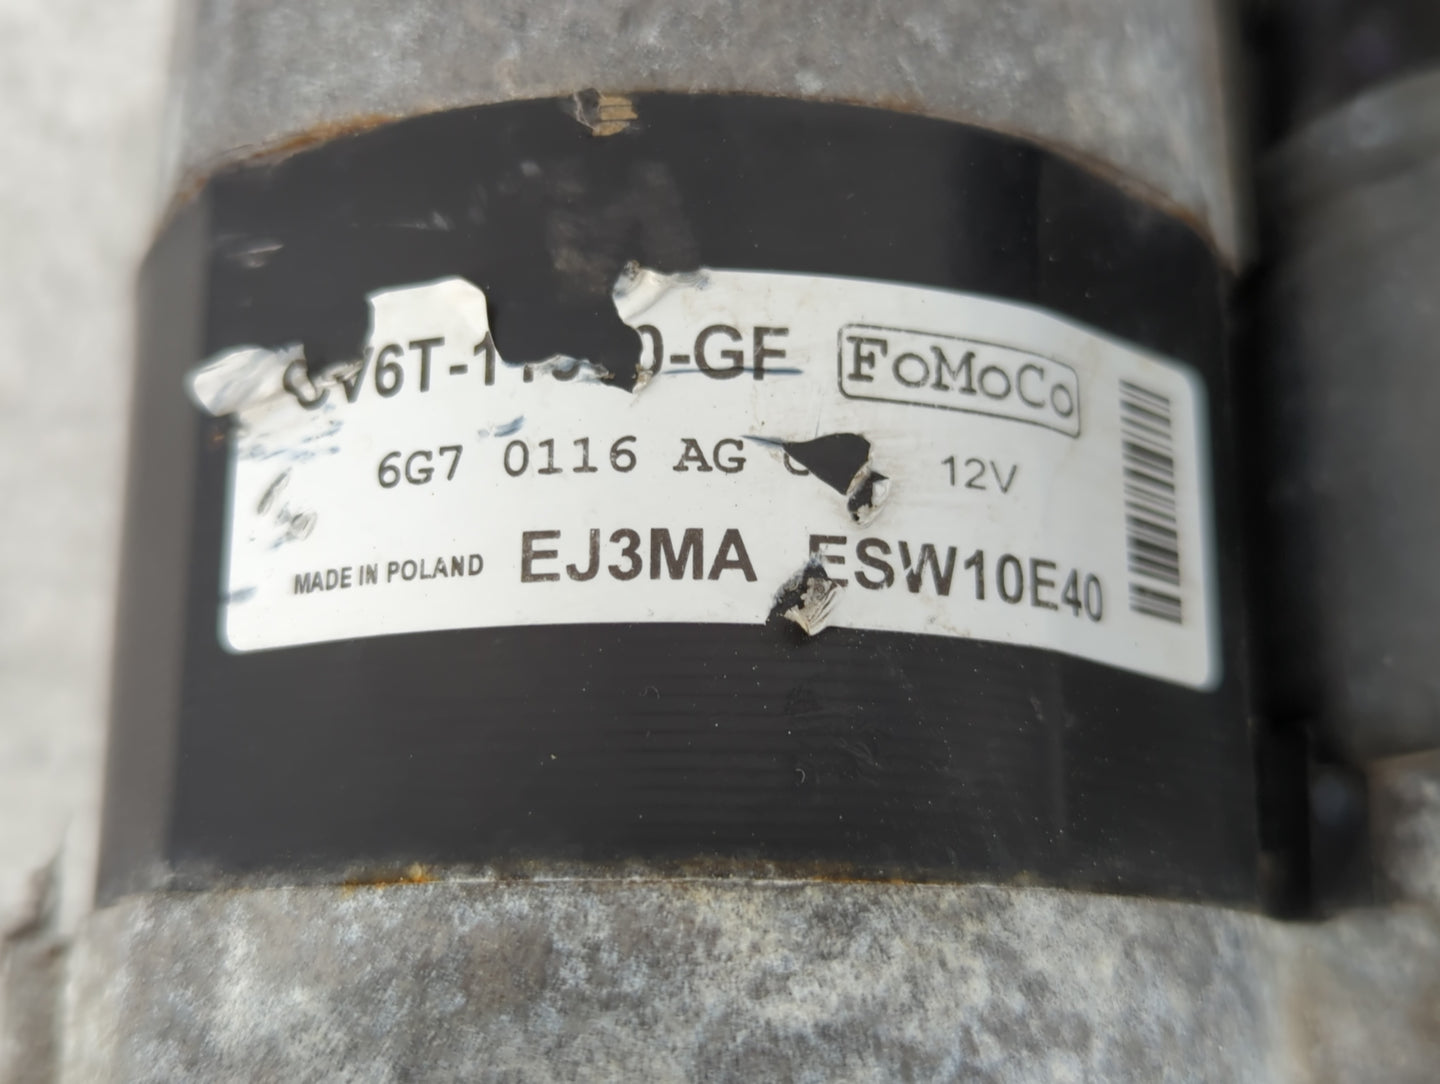 FoMoCo
6G7 0116 AG 12V
MADE IN POLAND EJ3MA ESW10E40